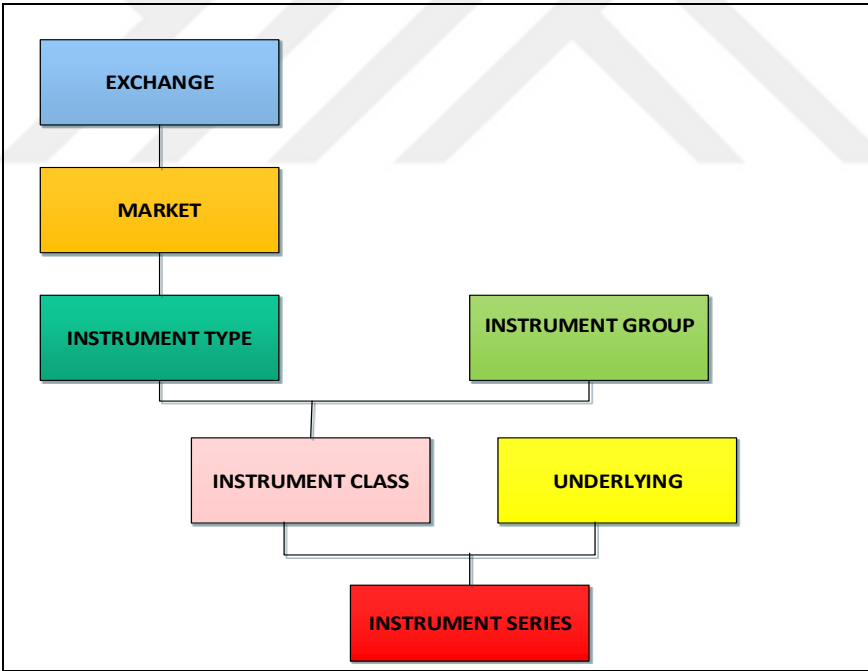 EXCHANGE
MARKET
INSTRUMENT TYPE
INSTRUMENT GROUP
INSTRUMENT CLASS
UNDERLYING
INSTRUMENT SERIES